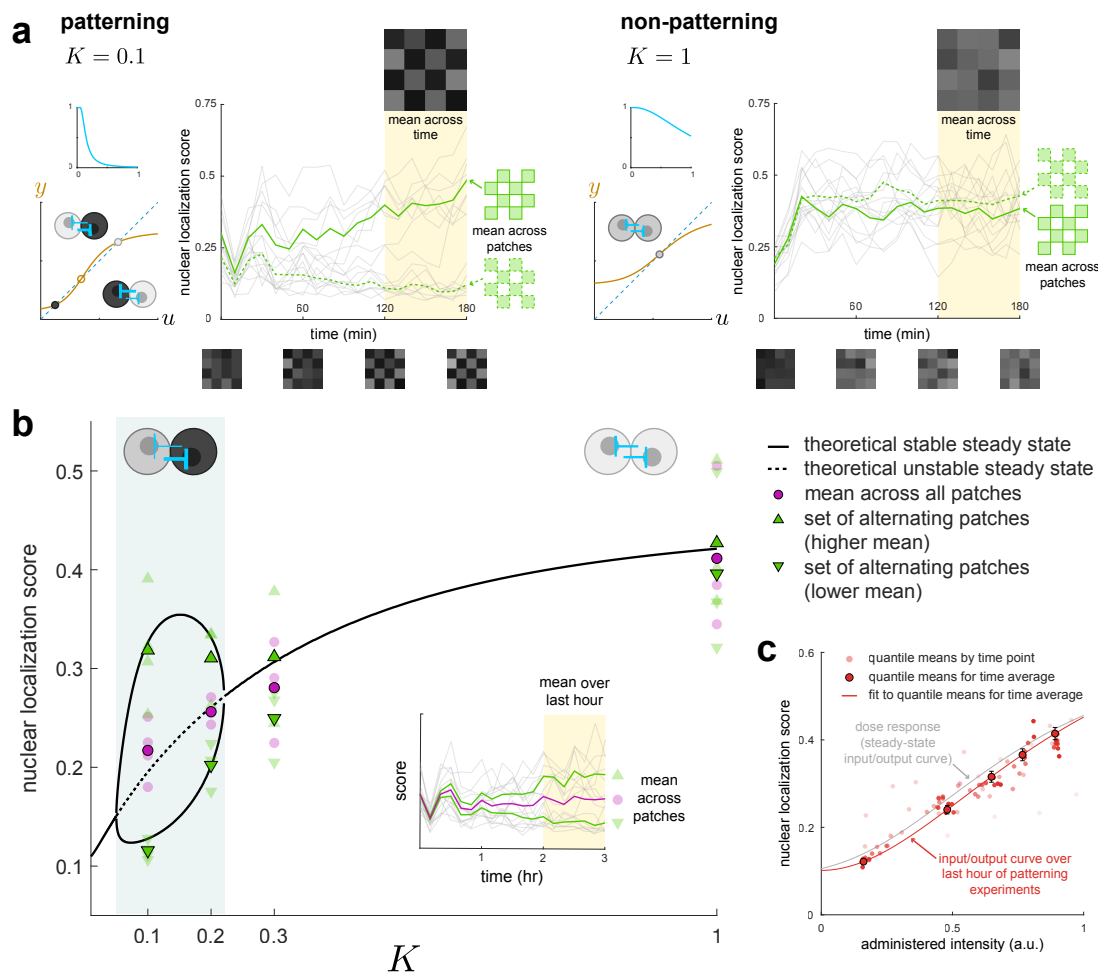 a
patterning
K = 0.1
1
0
0
1
y
u
nuclear localization score
0.75
0.5
0.25
0
60
120
180
time (min)
mean across
time
mean across
patches
non-patterning
K = 1
1
0
0
1
y
u
nuclear localization score
0.75
0.5
0.25
0
60
120
180
time (min)
mean across
time
mean across
patches
b
nuclear localization score
0.5
0.4
0.3
0.2
0.1
0.1
0.2
0.3
1
K
mean over
last hour
score
1
2
3
time (hr)
mean
across
patches
theoretical stable steady state
theoretical unstable steady state
mean across all patches
set of alternating patches
(higher mean)
set of alternating patches
(lower mean)
c
nuclear localization score
0.6
0.4
0.2
0
0
0.5
1
administered intensity (a.u.)
quantile means by time point
quantile means for time average
fit to quantile means for time average
dose response
(steady-state
input/output curve)
input/output curve over
last hour of patterning
experiments